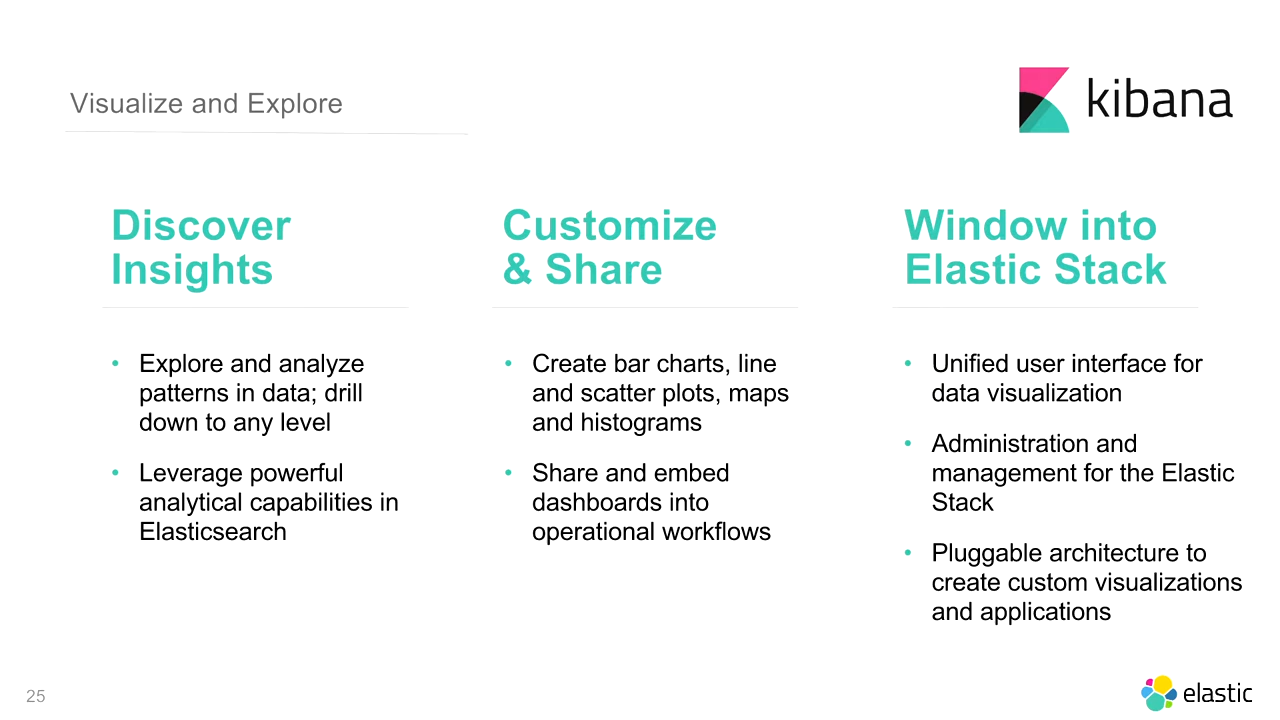 Visualize and Explore
kibana
Discover
Insights
• Explore and analyze
patterns in data; drill
down to any level
• Leverage powerful
analytical capabilities in
Elasticsearch
Customize
& Share
• Create bar charts, line
and scatter plots, maps
and histograms
• Share and embed
dashboards into
operational workflows
Window into
Elastic Stack
• Unified user interface for
data visualization
• Administration and
management for the Elastic
Stack
• Pluggable architecture to
create custom visualizations
and applications
25
elastic